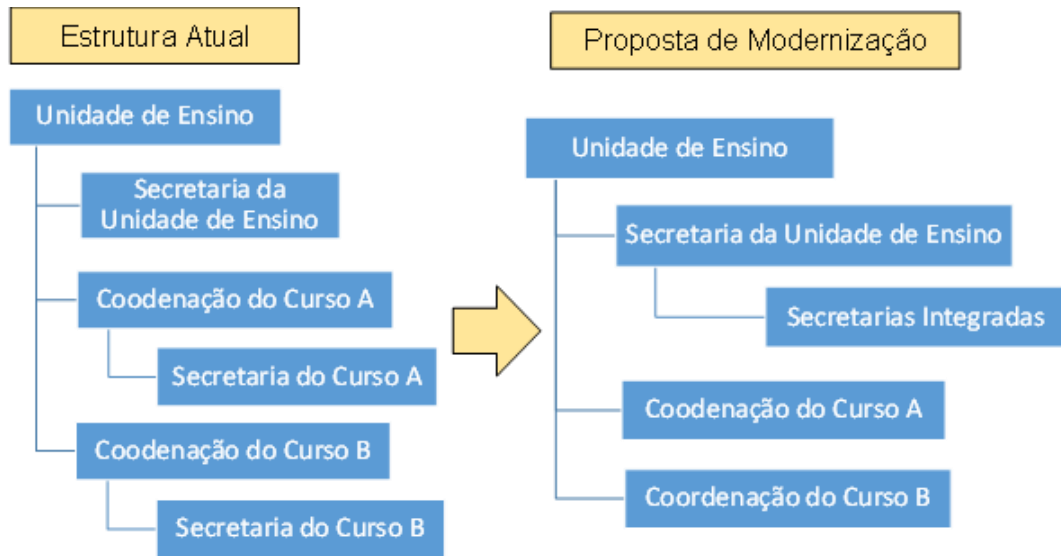 Estrutura Atual
Unidade de Ensino
Secretaria da
Unidade de Ensino
Coodenação do Curso A
Secretaria do Curso A
Coodenação do Curso B
Secretaria do Curso B
Proposta de Modernização
Unidade de Ensino
Secretaria da Unidade de Ensino
Secretarias Integradas
Coodenação do Curso A
Coordenação do Curso B